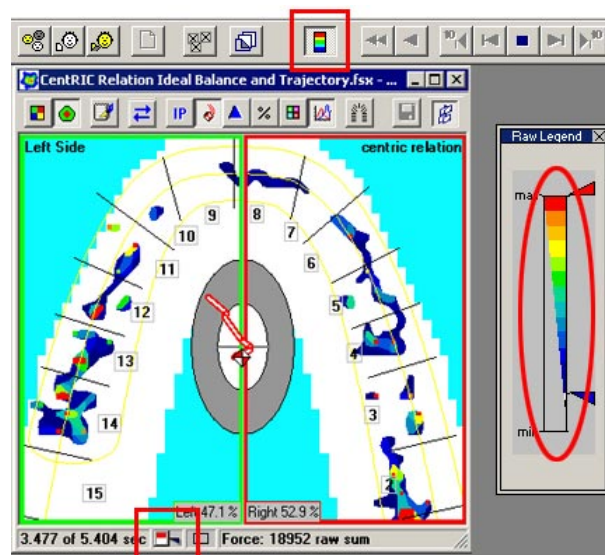 CentRIC Relation Ideal Balance and Trajectory.fsx - ...
IP %
Left Side centric relation
Raw Legend
max
min
9 8
10 7
11 6
12 5
13 4
14 3
15 2
Left 47.1 % Right 52.9 %
3.477 of 5.404 sec Force: 18952 raw sum
10 10